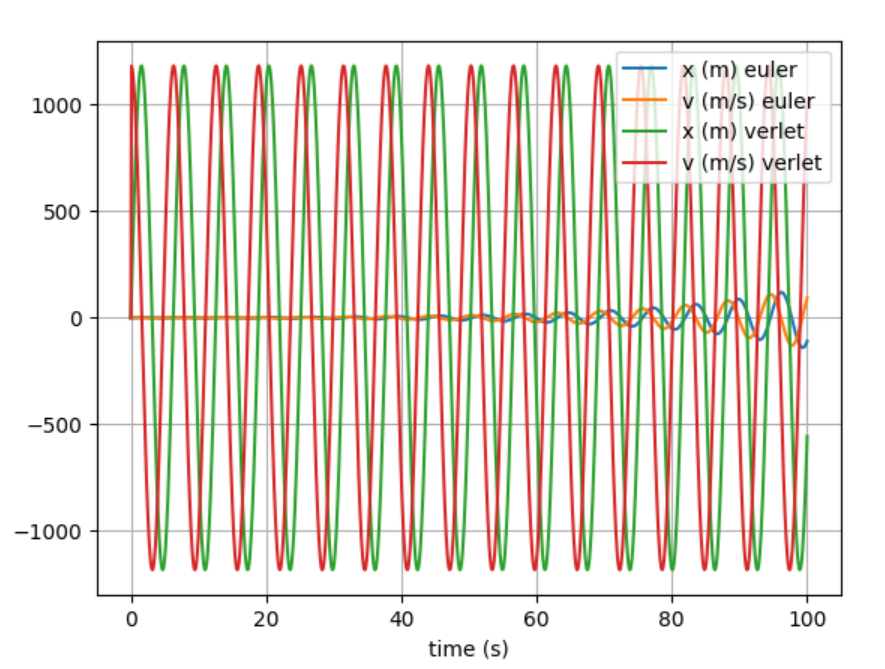 1000
500
0
−500
−1000
x (m) euler
v (m/s) euler
x (m) verlet
v (m/s) verlet
0 20 40 60 80 100
time (s)